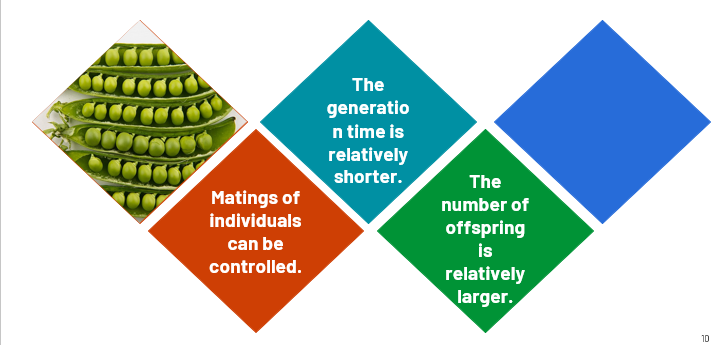 The
generatio
n time is
relatively
shorter.
Matings of
individuals
can be
controlled.
The
number of
offspring
is
relatively
larger.
10